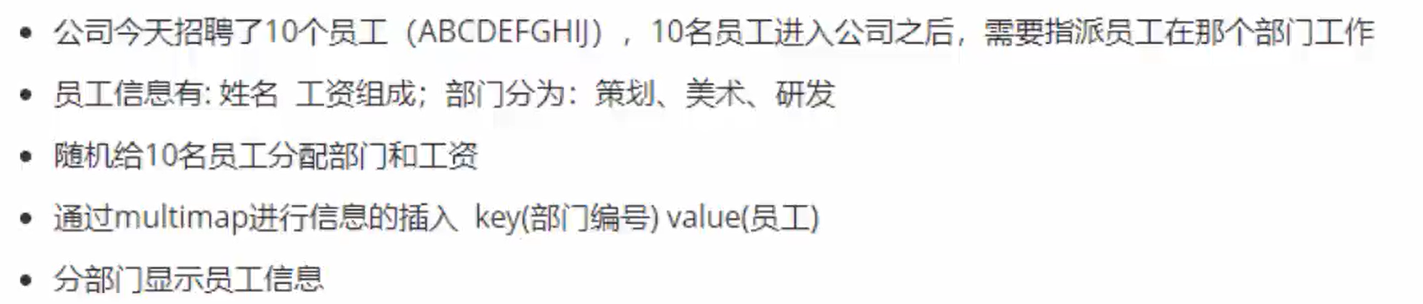 • 公司今天招聘了10个员工（ABCDEFGHIJ），10名员工进入公司之后，需要指派员工在那个部门工作
• 员工信息有: 姓名 工资组成；部门分为：策划、美术、研发
• 随机给10名员工分配部门和工资
• 通过multimap进行信息的插入 key(部门编号) value(员工)
• 分部门显示员工信息